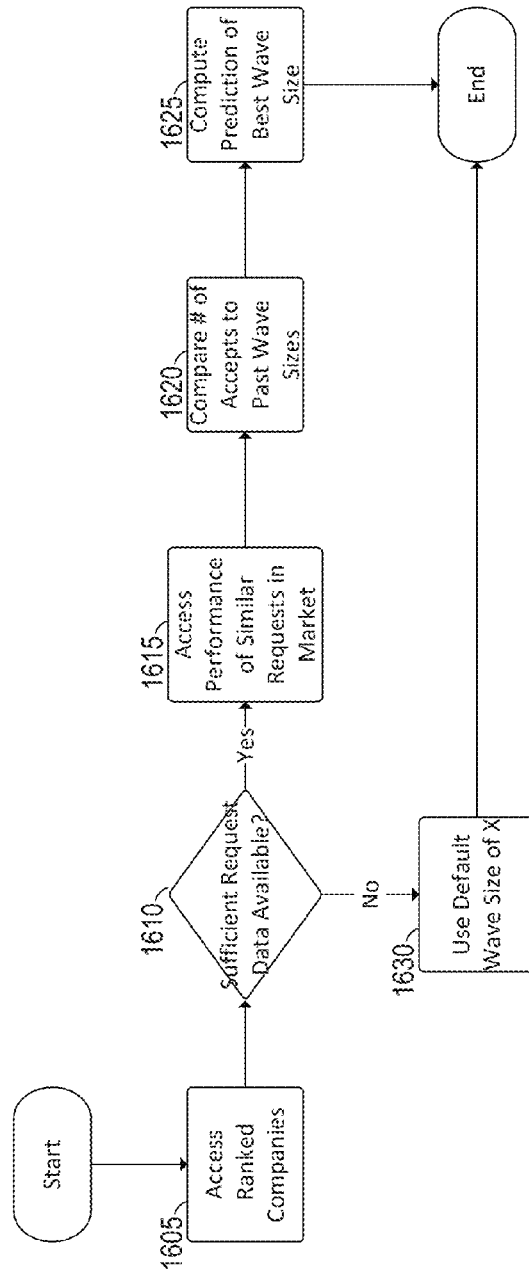 Start
1605
Access
Ranked
Companies
1610
Sufficient Request
Data Available?
Yes
No
1615
Access
Performance
of Similar
Requests in
Market
1620
Compare # of
Accepts to
Past Wave
Sizes
1625
Compute
Prediction of
Best Wave
Size
1630
Use Default
Wave Size of X
End